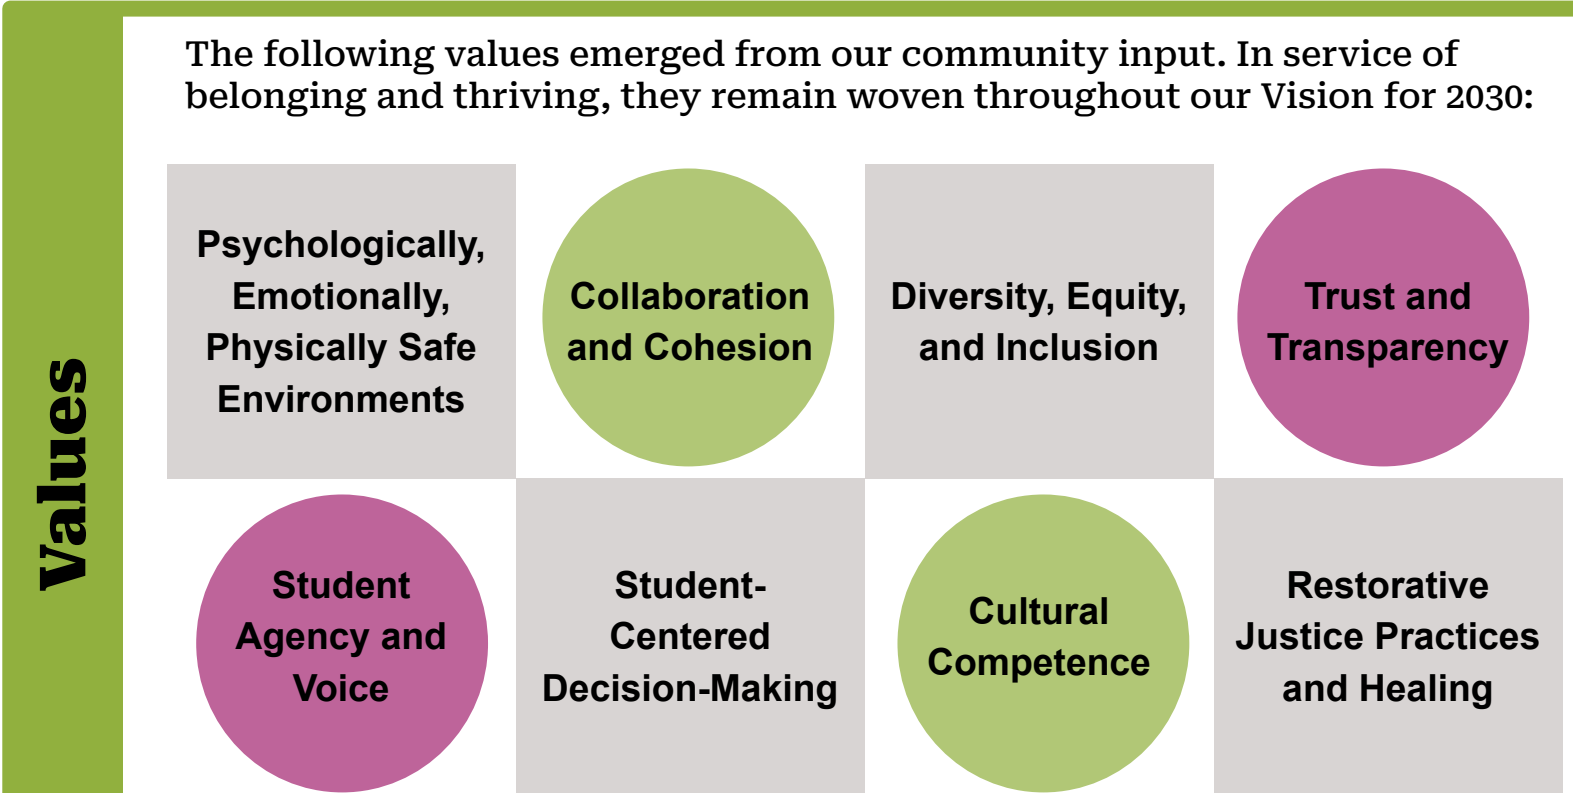 The following values emerged from our community input. In service of
belonging and thriving, they remain woven throughout our Vision for 2030:
Values
Psychologically,
Emotionally,
Physically Safe
Environments
Collaboration
and Cohesion
Diversity, Equity,
and Inclusion
Trust and
Transparency
Student
Agency and
Voice
Student-
Centered
Decision-Making
Cultural
Competence
Restorative
Justice Practices
and Healing